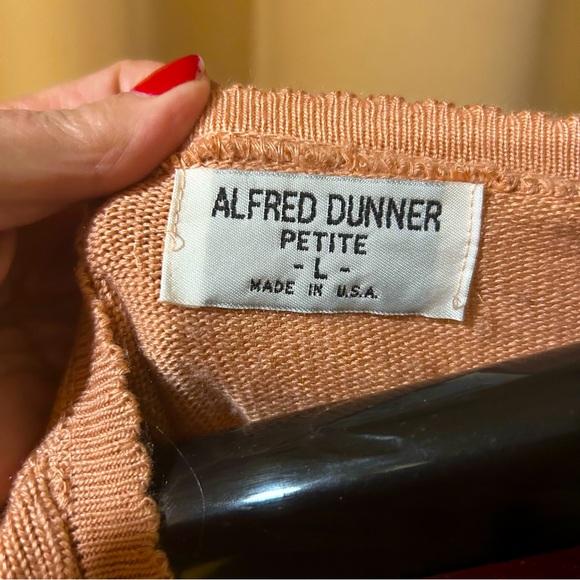 ALFRED DUNNER
PETITE
- L -
MADE IN U.S.A.